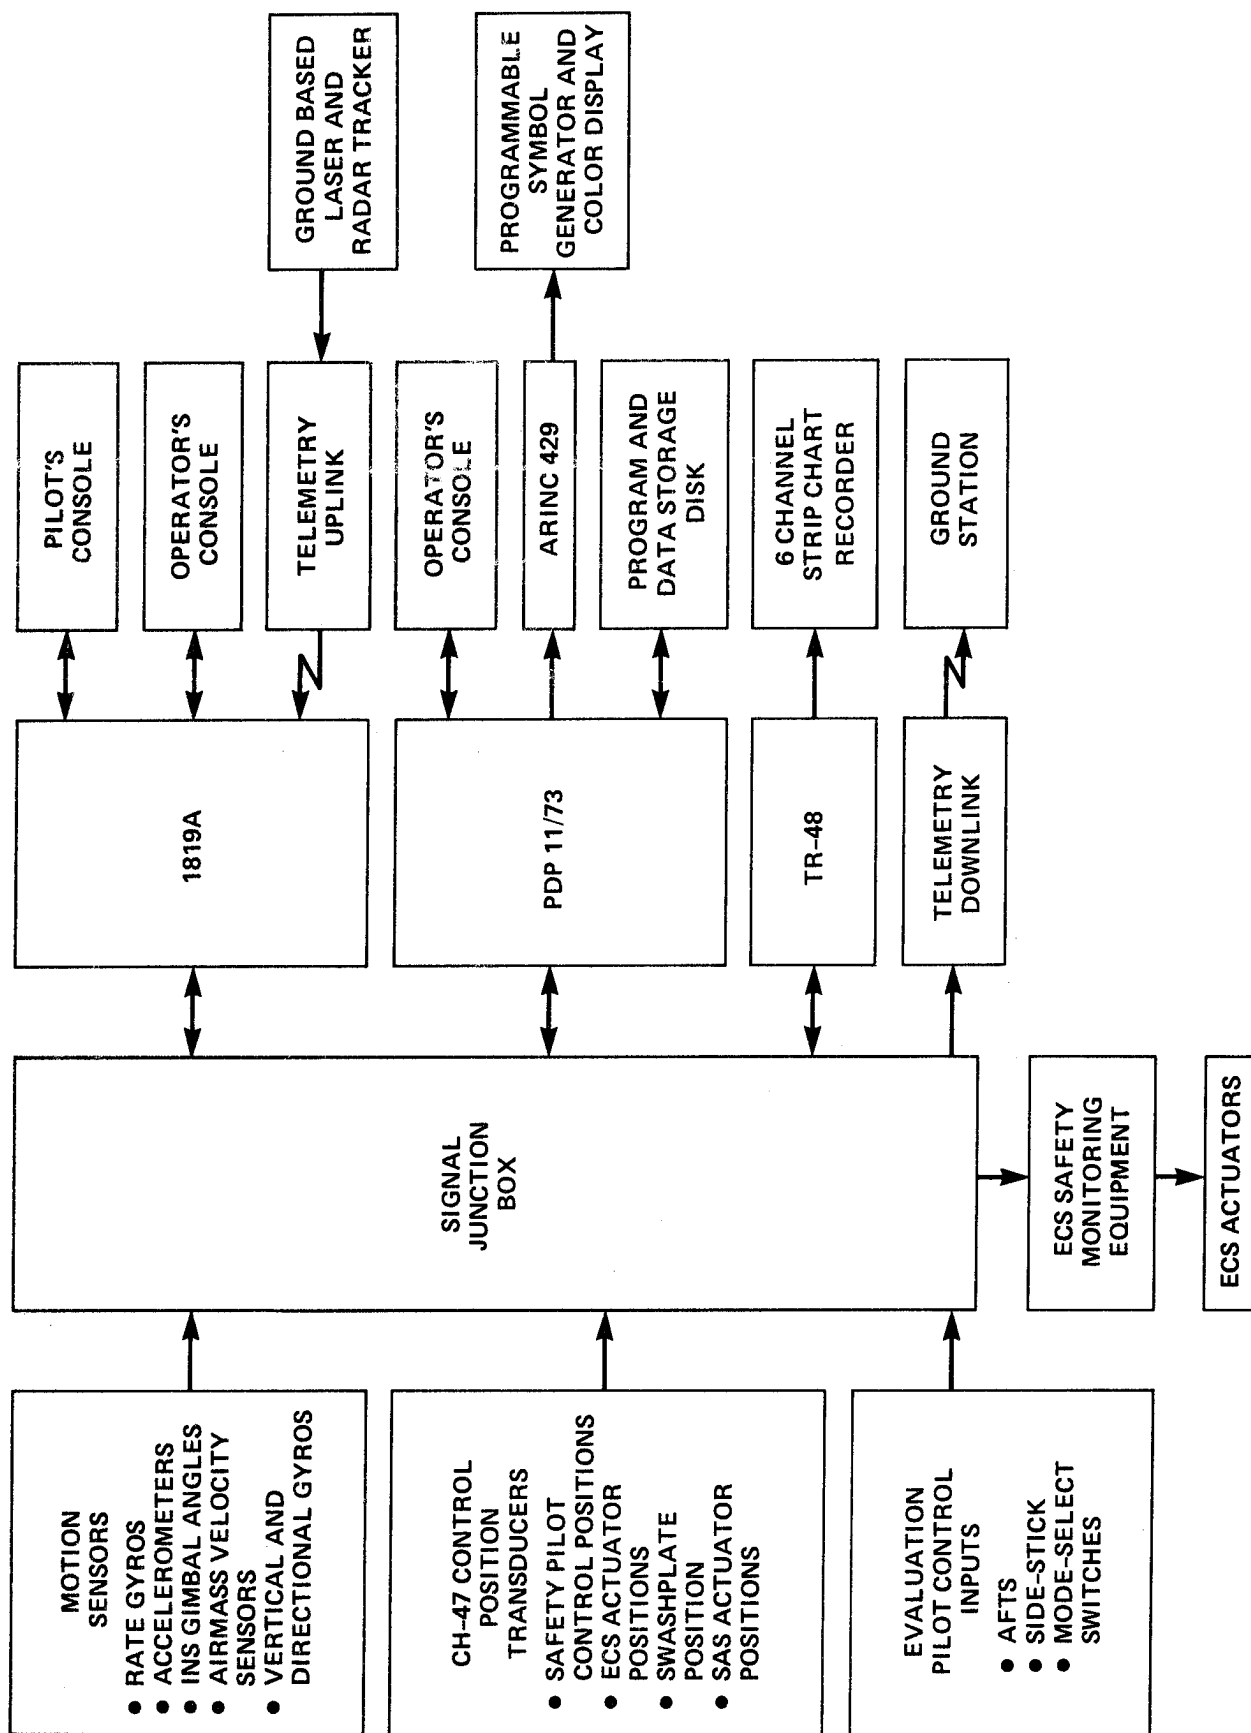 MOTION
SENSORS
● RATE GYROS
● ACCELEROMETERS
● INS GIMBAL ANGLES
● AIRMASS VELOCITY
SENSORS
● VERTICAL AND
DIRECTIONAL GYROS
CH-47 CONTROL
POSITION
TRANSDUCERS
● SAFETY PILOT
CONTROL POSITIONS
● ECS ACTUATOR
POSITIONS
● SWASHPLATE
POSITION
● SAS ACTUATOR
POSITIONS
EVALUATION
PILOT CONTROL
INPUTS
● AFTS
● SIDE-STICK
● MODE-SELECT
SWITCHES
SIGNAL
JUNCTION
BOX
ECS SAFETY
MONITORING
EQUIPMENT
ECS ACTUATORS
1819A
PDP 11/73
TR-48
TELEMETRY
DOWNLINK
PILOT'S
CONSOLE
OPERATOR'S
CONSOLE
TELEMETRY
UPLINK
OPERATOR'S
CONSOLE
ARINC 429
PROGRAM AND
DATA STORAGE
DISK
6 CHANNEL
STRIP CHART
RECORDER
GROUND
STATION
GROUND BASED
LASER AND
RADAR TRACKER
PROGRAMMABLE
SYMBOL
GENERATOR AND
COLOR DISPLAY